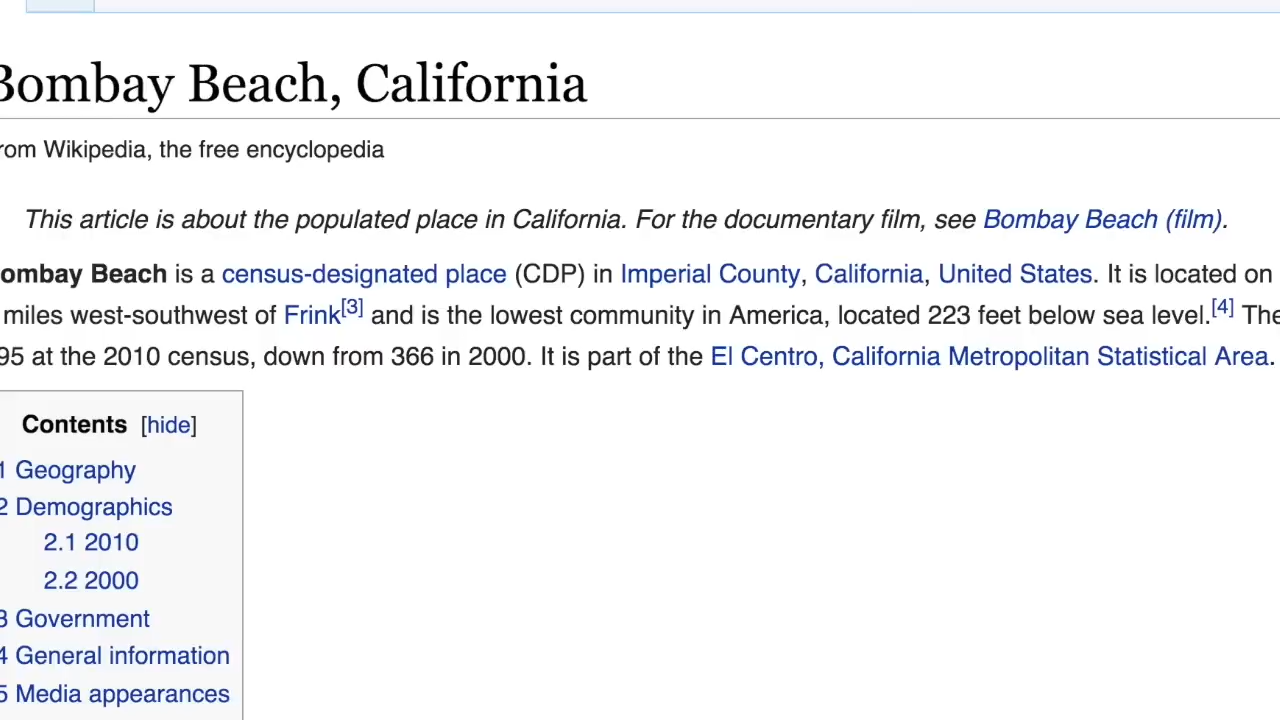 Bombay Beach, California
rom Wikipedia, the free encyclopedia
This article is about the populated place in California. For the documentary film, see Bombay Beach (film).
ombay Beach is a census-designated place (CDP) in Imperial County, California, United States. It is located on
miles west-southwest of Frink[3] and is the lowest community in America, located 223 feet below sea level.[4] The
95 at the 2010 census, down from 366 in 2000. It is part of the El Centro, California Metropolitan Statistical Area.
Contents [hide]
1 Geography
2 Demographics
2.1 2010
2.2 2000
3 Government
4 General information
5 Media appearances